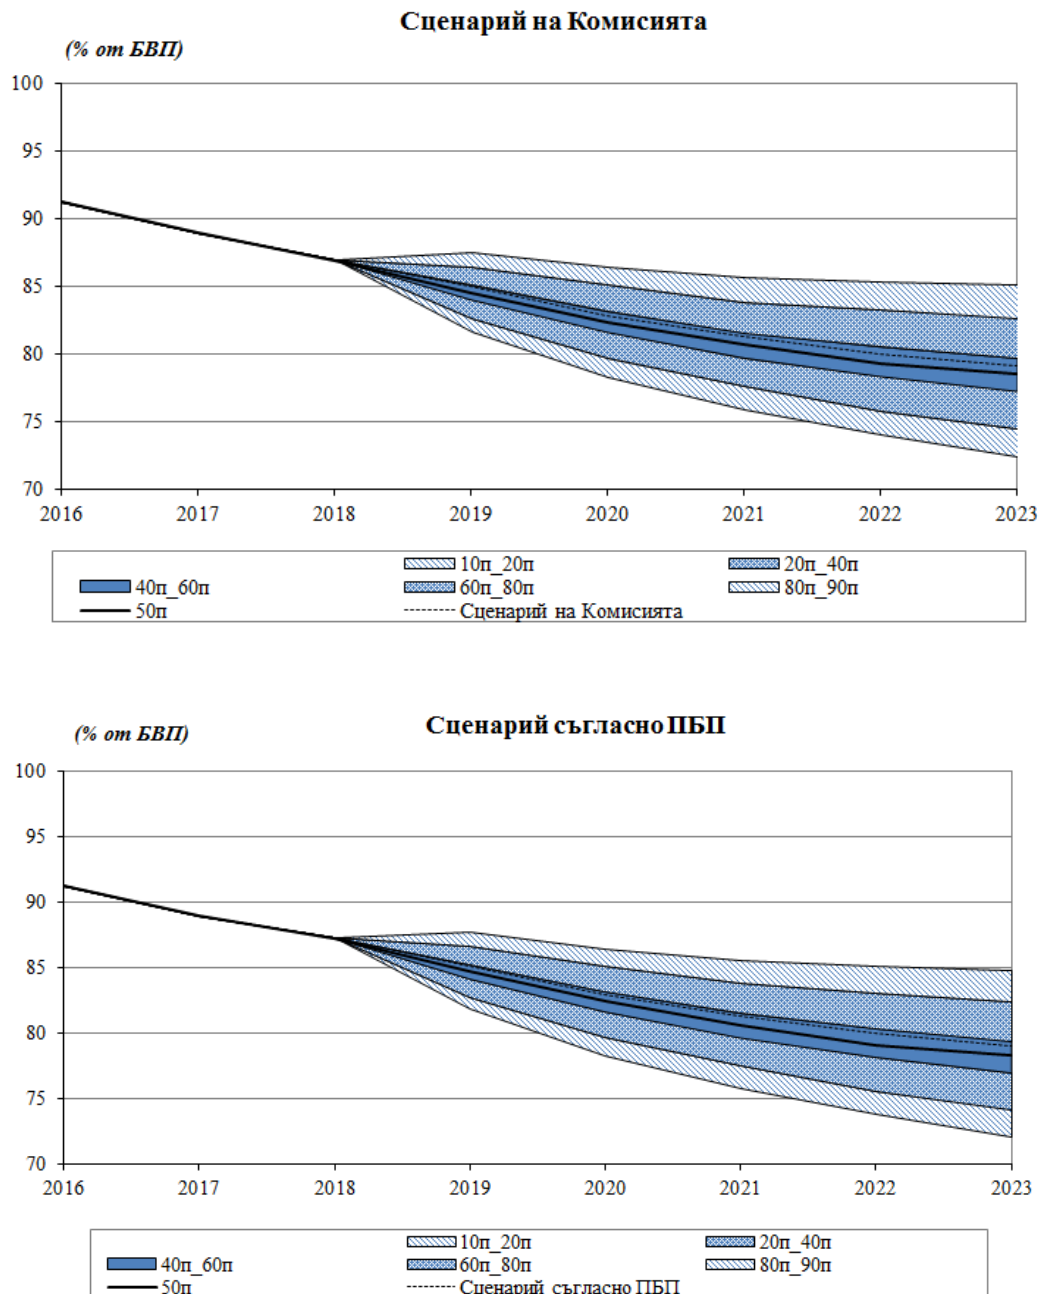 Сценарий на Комисията
(% от БВП)
100
95
90
85
80
75
70
2016 2017 2018 2019 2020 2021 2022 2023
10п_20п 20п_40п
40п_60п 60п_80п 80п_90п
50п Сценарий на Комисията
Сценарий съгласно ПБП
(% от БВП)
100
95
90
85
80
75
70
2016 2017 2018 2019 2020 2021 2022 2023
10п_20п 20п_40п
40п_60п 60п_80п 80п_90п
50п Сценарий съгласно ПБП